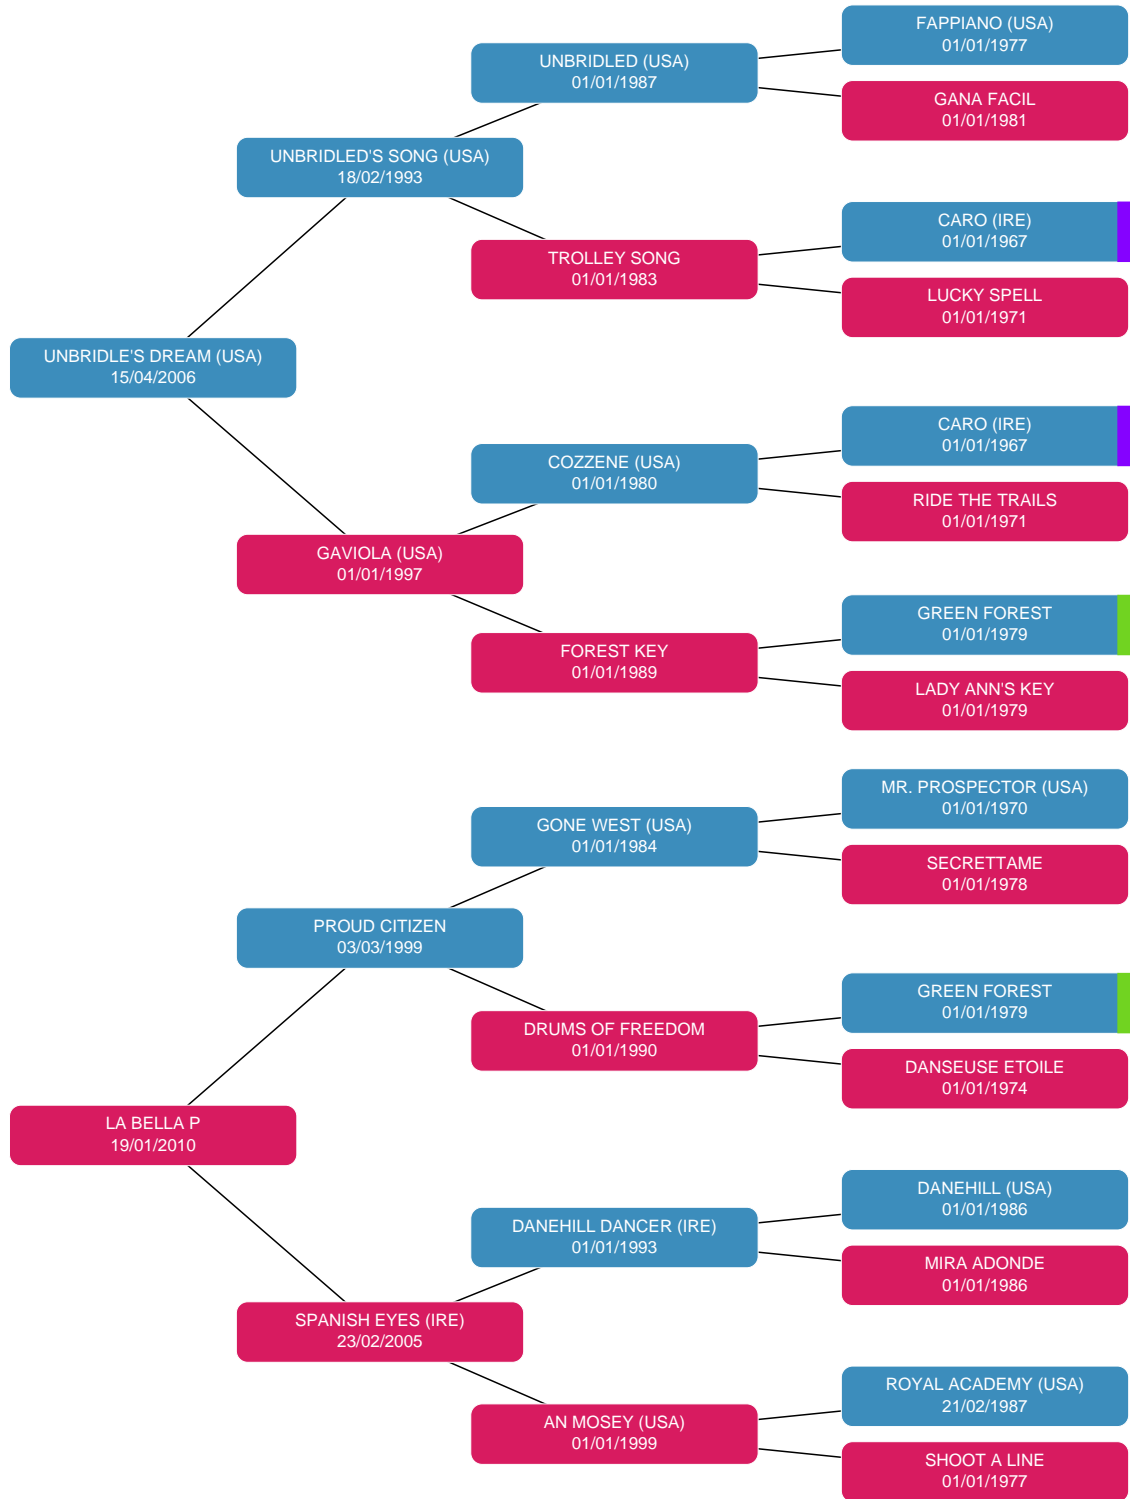 FAPPIANO (USA)
01/01/1977
UNBRIDLED (USA)
01/01/1987
GANA FACIL
01/01/1981
UNBRIDLED'S SONG (USA)
18/02/1993
CARO (IRE)
01/01/1967
TROLLEY SONG
01/01/1983
LUCKY SPELL
01/01/1971
UNBRIDLE'S DREAM (USA)
15/04/2006
CARO (IRE)
01/01/1967
COZZENE (USA)
01/01/1980
RIDE THE TRAILS
01/01/1971
GAVIOLA (USA)
01/01/1997
GREEN FOREST
01/01/1979
FOREST KEY
01/01/1989
LADY ANN'S KEY
01/01/1979
MR. PROSPECTOR (USA)
01/01/1970
GONE WEST (USA)
01/01/1984
SECRETTAME
01/01/1978
PROUD CITIZEN
03/03/1999
GREEN FOREST
01/01/1979
DRUMS OF FREEDOM
01/01/1990
DANSEUSE ETOILE
01/01/1974
LA BELLA P
19/01/2010
DANEHILL (USA)
01/01/1986
DANEHILL DANCER (IRE)
01/01/1993
MIRA ADONDE
01/01/1986
SPANISH EYES (IRE)
23/02/2005
ROYAL ACADEMY (USA)
21/02/1987
AN MOSEY (USA)
01/01/1999
SHOOT A LINE
01/01/1977